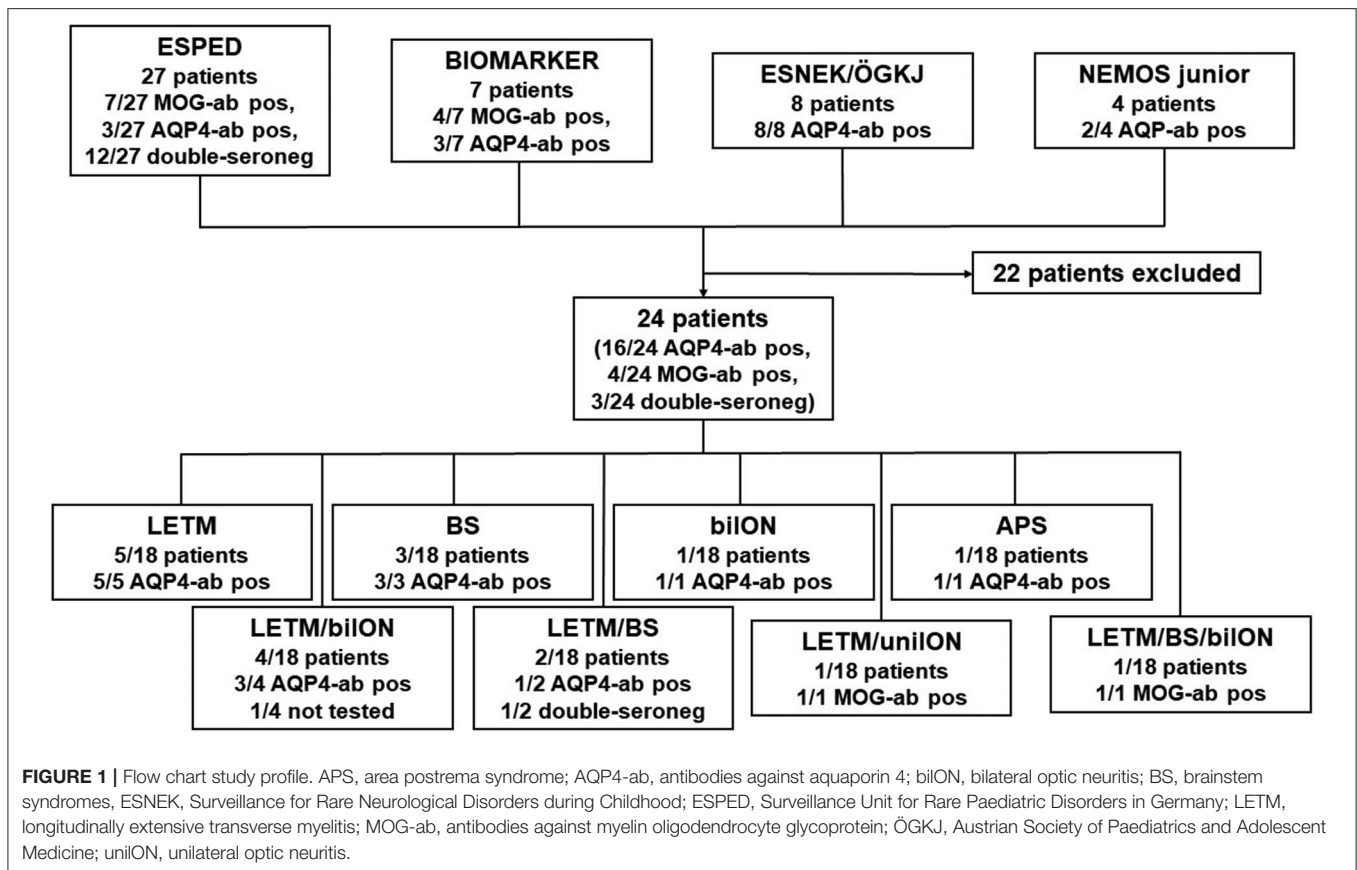 ESPED
27 patients
7/27 MOG-ab pos,
3/27 AQP4-ab pos,
12/27 double-seroneg
BIOMARKER
7 patients
4/7 MOG-ab pos,
3/7 AQP4-ab pos
ESNEK/ÖGKJ
8 patients
8/8 AQP4-ab pos
NEMOS junior
4 patients
2/4 AQP-ab pos
22 patients excluded
24 patients
(16/24 AQP4-ab pos,
4/24 MOG-ab pos,
3/24 double-seroneg)
LETM
5/18 patients
5/5 AQP4-ab pos
BS
3/18 patients
3/3 AQP4-ab pos
bilON
1/18 patients
1/1 AQP4-ab pos
APS
1/18 patients
1/1 AQP4-ab pos
LETM/bilON
4/18 patients
3/4 AQP4-ab pos
1/4 not tested
LETM/BS
2/18 patients
1/2 AQP4-ab pos
1/2 double-seroneg
LETM/unilON
1/18 patients
1/1 MOG-ab pos
LETM/BS/bilON
1/18 patients
1/1 MOG-ab pos
FIGURE 1 | Flow chart study profile. APS, area postrema syndrome; AQP4-ab, antibodies against aquaporin 4; bilON, bilateral optic neuritis; BS, brainstem
syndromes, ESNEK, Surveillance for Rare Neurological Disorders during Childhood; ESPED, Surveillance Unit for Rare Paediatric Disorders in Germany; LETM,
longitudinally extensive transverse myelitis; MOG-ab, antibodies against myelin oligodendrocyte glycoprotein; ÖGKJ, Austrian Society of Paediatrics and Adolescent
Medicine; unilON, unilateral optic neuritis.